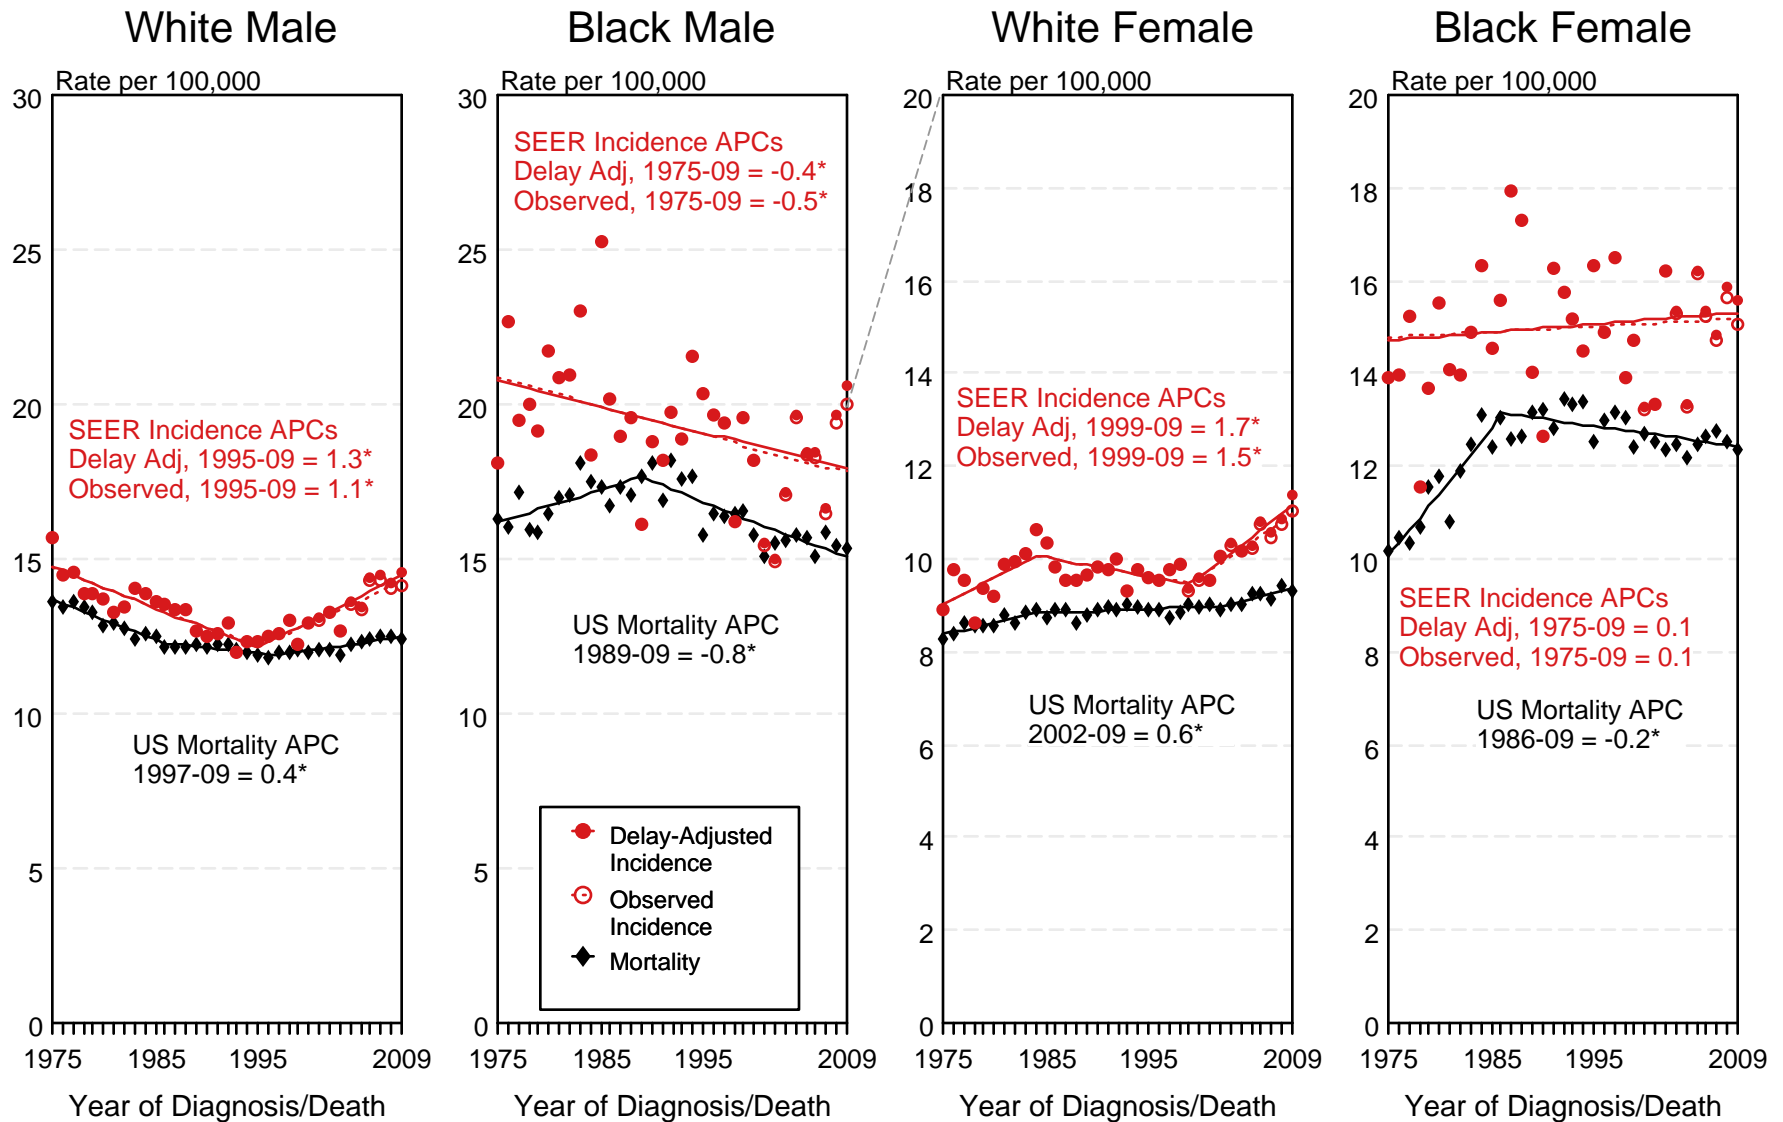 White Male
Black Male
White Female
Black Female
Rate per 100,000
30
25
20
15
10
5
0
SEER Incidence APCs
Delay Adj, 1995-09 = 1.3*
Observed, 1995-09 = 1.1*
US Mortality APC
1997-09 = 0.4*
1975
1985
1995
2009
Year of Diagnosis/Death
Rate per 100,000
30
25
20
15
10
5
0
SEER Incidence APCs
Delay Adj, 1975-09 = -0.4*
Observed, 1975-09 = -0.5*
US Mortality APC
1989-09 = -0.8*
Delay-Adjusted
Incidence
Observed
Incidence
Mortality
1975
1985
1995
2009
Year of Diagnosis/Death
Rate per 100,000
20
18
16
14
12
10
8
6
4
2
0
SEER Incidence APCs
Delay Adj, 1999-09 = 1.7*
Observed, 1999-09 = 1.5*
US Mortality APC
2002-09 = 0.6*
1975
1985
1995
2009
Year of Diagnosis/Death
Rate per 100,000
20
18
16
14
12
10
8
6
4
2
0
SEER Incidence APCs
Delay Adj, 1975-09 = 0.1
Observed, 1975-09 = 0.1
US Mortality APC
1986-09 = -0.2*
1975
1985
1995
2009
Year of Diagnosis/Death